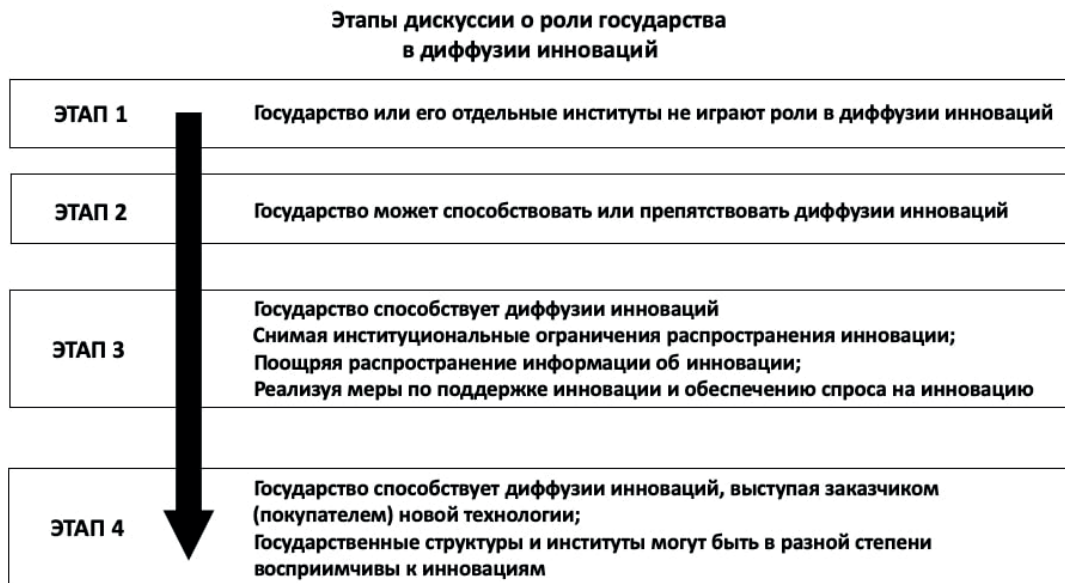 Этапы дискуссии о роли государства
в диффузии инноваций
ЭТАП 1
Государство или его отдельные институты не играют роли в диффузии инноваций
ЭТАП 2
Государство может способствовать или препятствовать диффузии инноваций
ЭТАП 3
Государство способствует диффузии инноваций
Снимая институциональные ограничения распространения инновации;
Поощряя распространение информации об инновации;
Реализуя меры по поддержке инновации и обеспечению спроса на инновацию
ЭТАП 4
Государство способствует диффузии инноваций, выступая заказчиком
(покупателем) новой технологии;
Государственные структуры и институты могут быть в разной степени
восприимчивы к инновациям